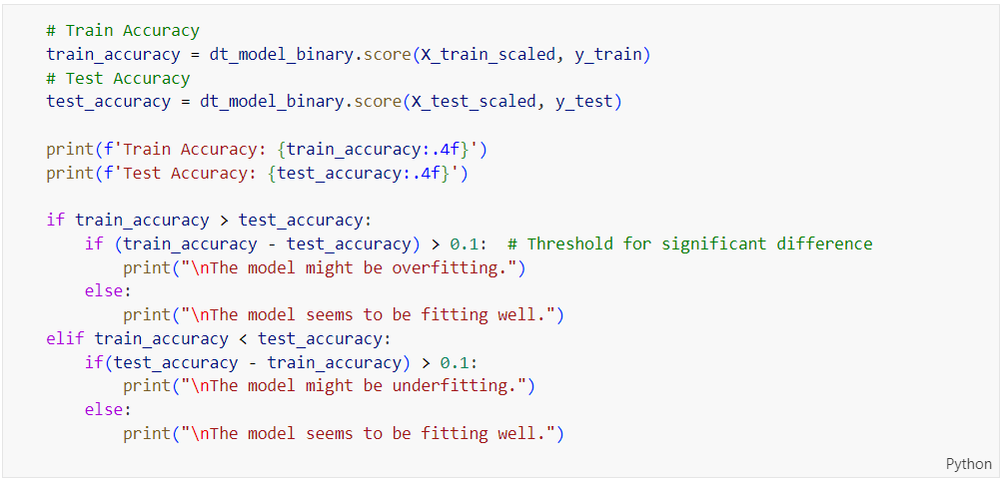 # Train Accuracy
train_accuracy = dt_model_binary.score(X_train_scaled, y_train)
# Test Accuracy
test_accuracy = dt_model_binary.score(X_test_scaled, y_test)

print(f'Train Accuracy: {train_accuracy:.4f}')
print(f'Test Accuracy: {test_accuracy:.4f}')

if train_accuracy > test_accuracy:
    if (train_accuracy - test_accuracy) > 0.1:  # Threshold for significant difference
        print("\nThe model might be overfitting.")
    else:
        print("\nThe model seems to be fitting well.")
elif train_accuracy < test_accuracy:
    if(test_accuracy - train_accuracy) > 0.1:
        print("\nThe model might be underfitting.")
    else:
        print("\nThe model seems to be fitting well.")
Python